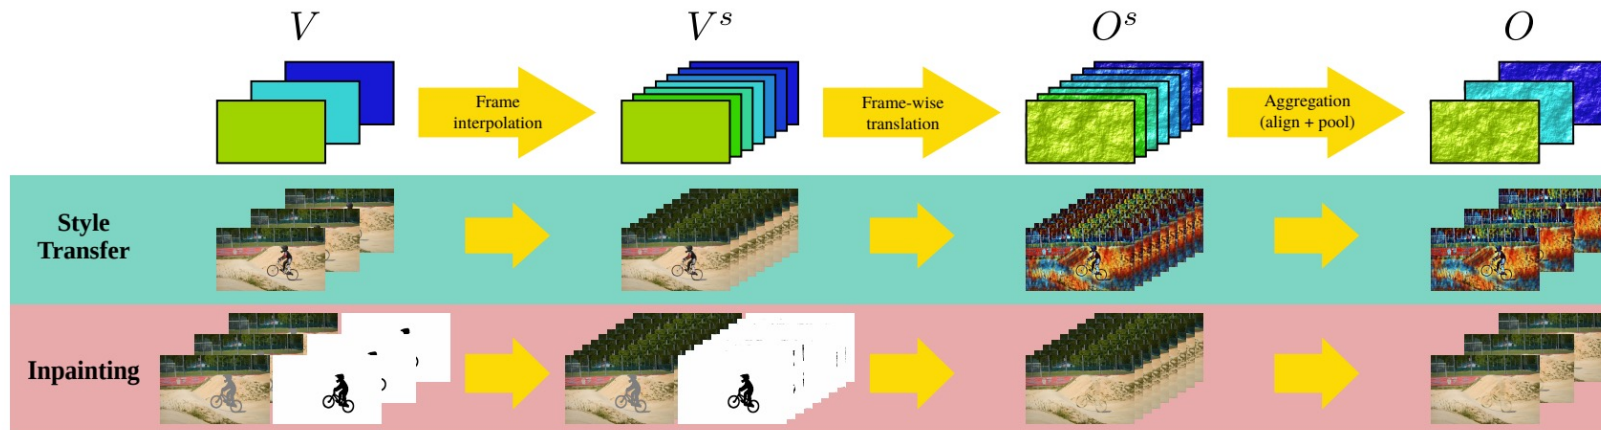 V
V^s
O^s
O
Frame
interpolation
Frame-wise
translation
Aggregation
(align + pool)
Style
Transfer
Inpainting